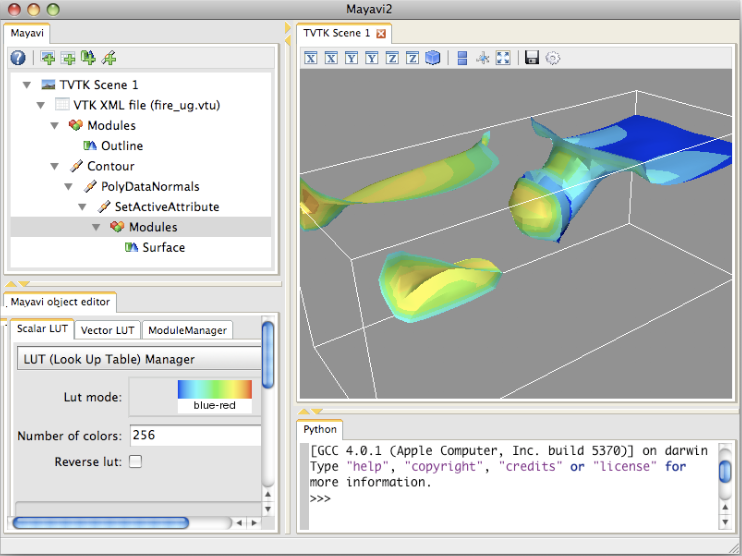 Mayavi2
Mayavi
TVTK Scene 1
VTK XML file (fire_ug.vtu)
Modules
Outline
Contour
PolyDataNormals
SetActiveAttribute
Modules
Surface
Mayavi object editor
Scalar LUT
Vector LUT
ModuleManager
LUT (Look Up Table) Manager
Lut mode:
blue-red
Number of colors: 256
Reverse lut:
TVTK Scene 1
X X Y Y Z Z
Python
[GCC 4.0.1 (Apple Computer, Inc. build 5370)] on darwin
Type "help", "copyright", "credits" or "license" for
more information.
>>>